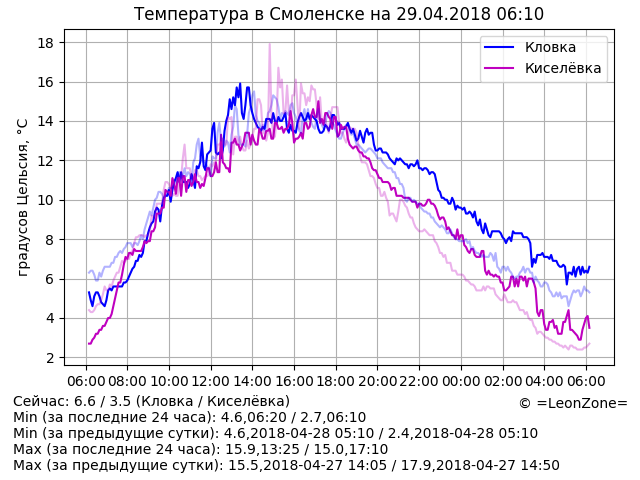 Температура в Смоленске на 29.04.2018 06:10
18
16
14
12
10
8
6
4
2
градусов Цельсия, °C
Кловка
Киселёвка
06:00 08:00 10:00 12:00 14:00 16:00 18:00 20:00 22:00 00:00 02:00 04:00 06:00
Сейчас: 6.6 / 3.5 (Кловка / Киселёвка)
© =LeonZone=
Min (за последние 24 часа): 4.6,06:20 / 2.7,06:10
Min (за предыдущие сутки): 4.6,2018-04-28 05:10 / 2.4,2018-04-28 05:10
Max (за последние 24 часа): 15.9,13:25 / 15.0,17:10
Max (за предыдущие сутки): 15.5,2018-04-27 14:05 / 17.9,2018-04-27 14:50